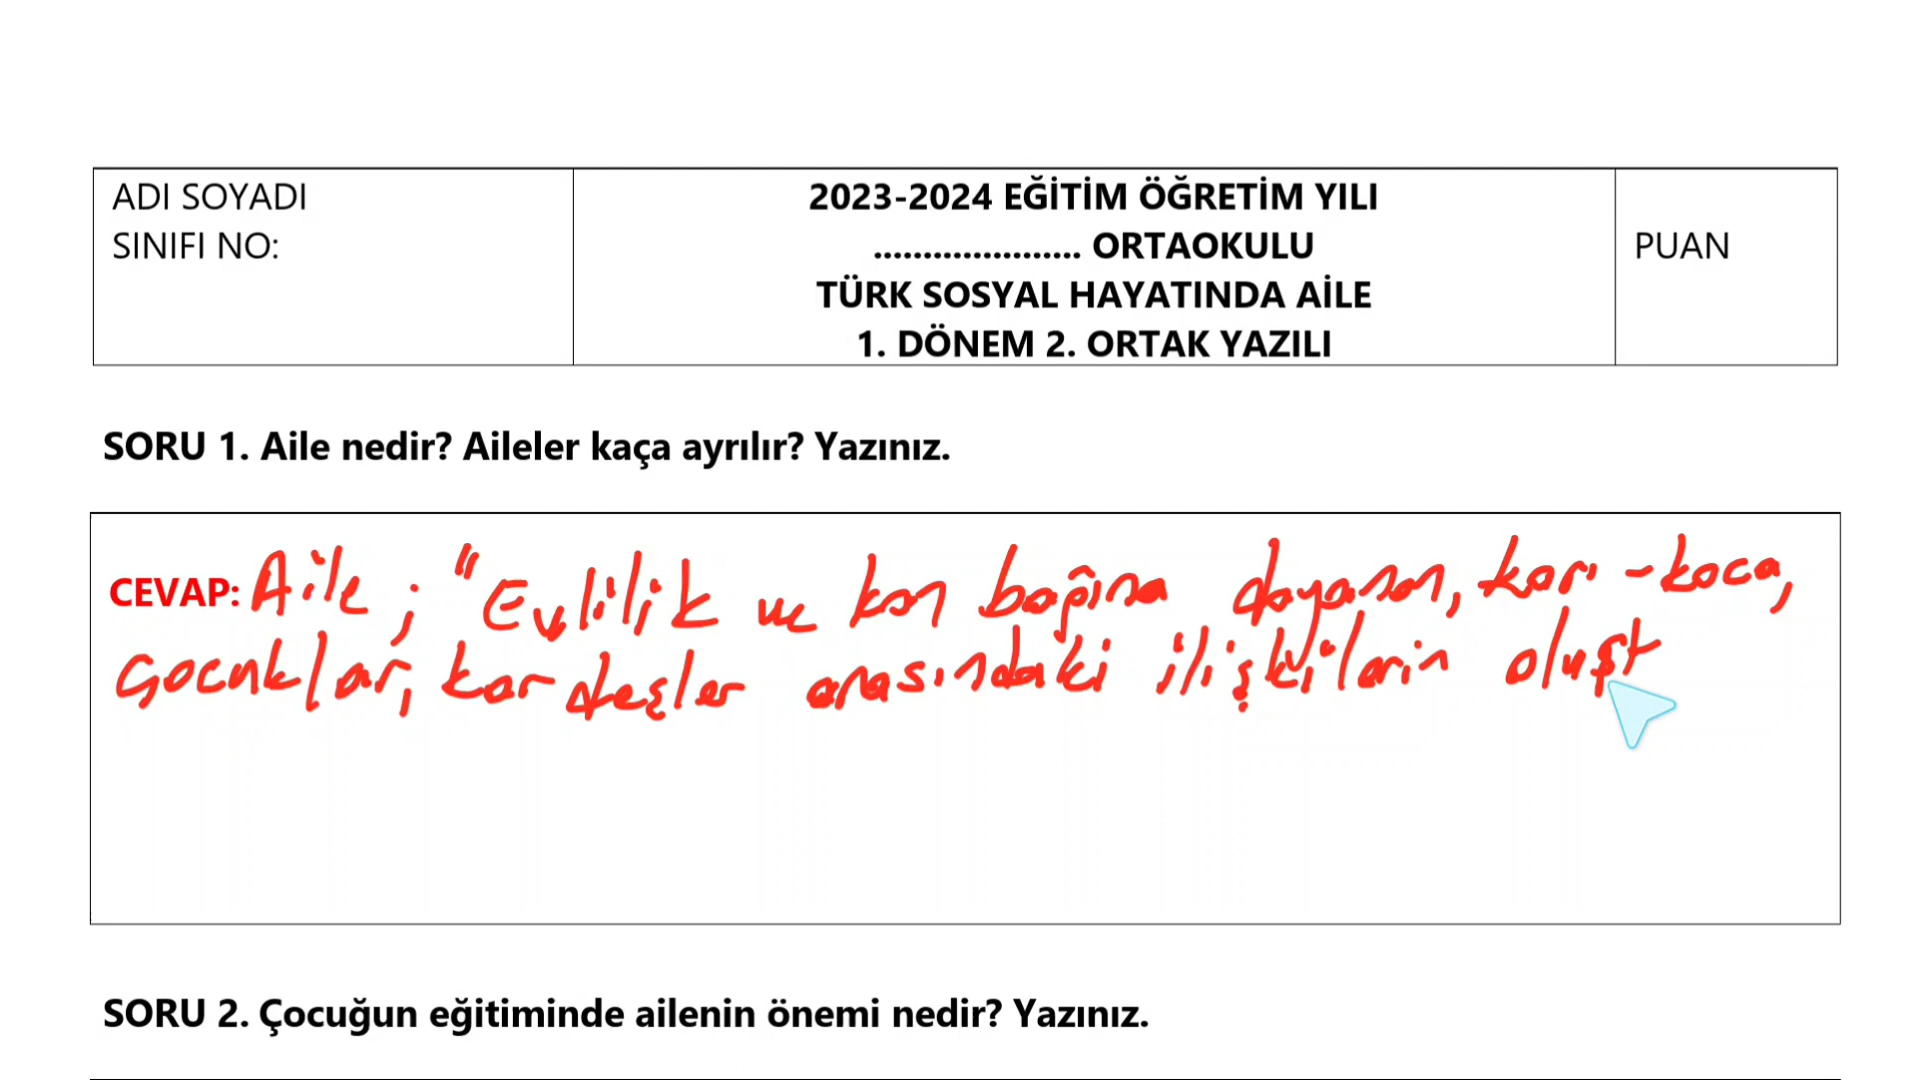 ADI SOYADI
SINIFI NO:
2023-2024 EĞİTİM ÖĞRETİM YILI
..................... ORTAOKULU
TÜRK SOSYAL HAYATINDA AİLE
1. DÖNEM 2. ORTAK YAZILI
PUAN
SORU 1. Aile nedir? Aileler kaça ayrılır? Yazınız.
CEVAP: Aile ; "Evlilik ve kan bağına dayanan, karı-koca,
çocuklar, kardeşler arasındaki ilişkilerin oluşt
SORU 2. Çocuğun eğitiminde ailenin önemi nedir? Yazınız.